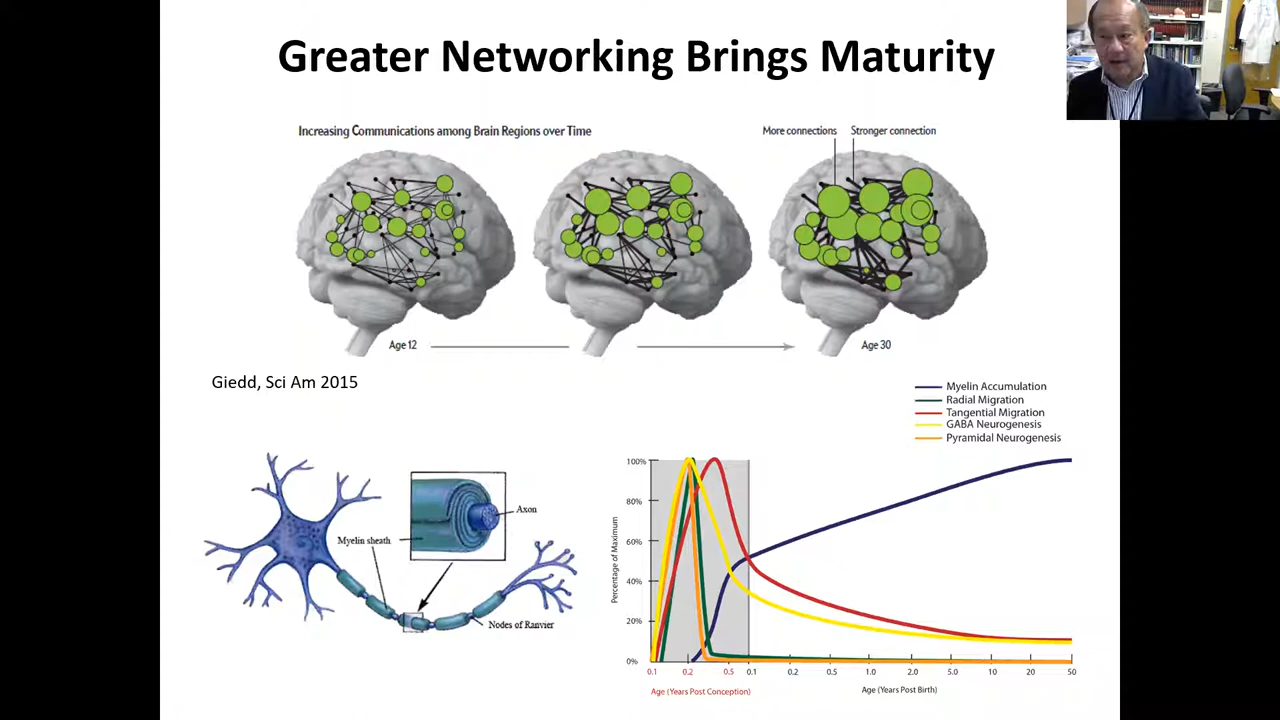 Greater Networking Brings Maturity
Increasing Communications among Brain Regions over Time
More connections
Stronger connection
Age 12
Age 30
Giedd, Sci Am 2015
Myelin Accumulation
Radial Migration
Tangential Migration
GABA Neurogenesis
Pyramidal Neurogenesis
Axon
Myelin sheath
Nodes of Ranvier
Percentage of Maximum
100%
80%
60%
40%
20%
0%
0.1 0.2 0.5 0.1 0.2 0.5 1.0 2.0 5.0 10 20 50
Age (Years Post Conception)
Age (Years Post Birth)